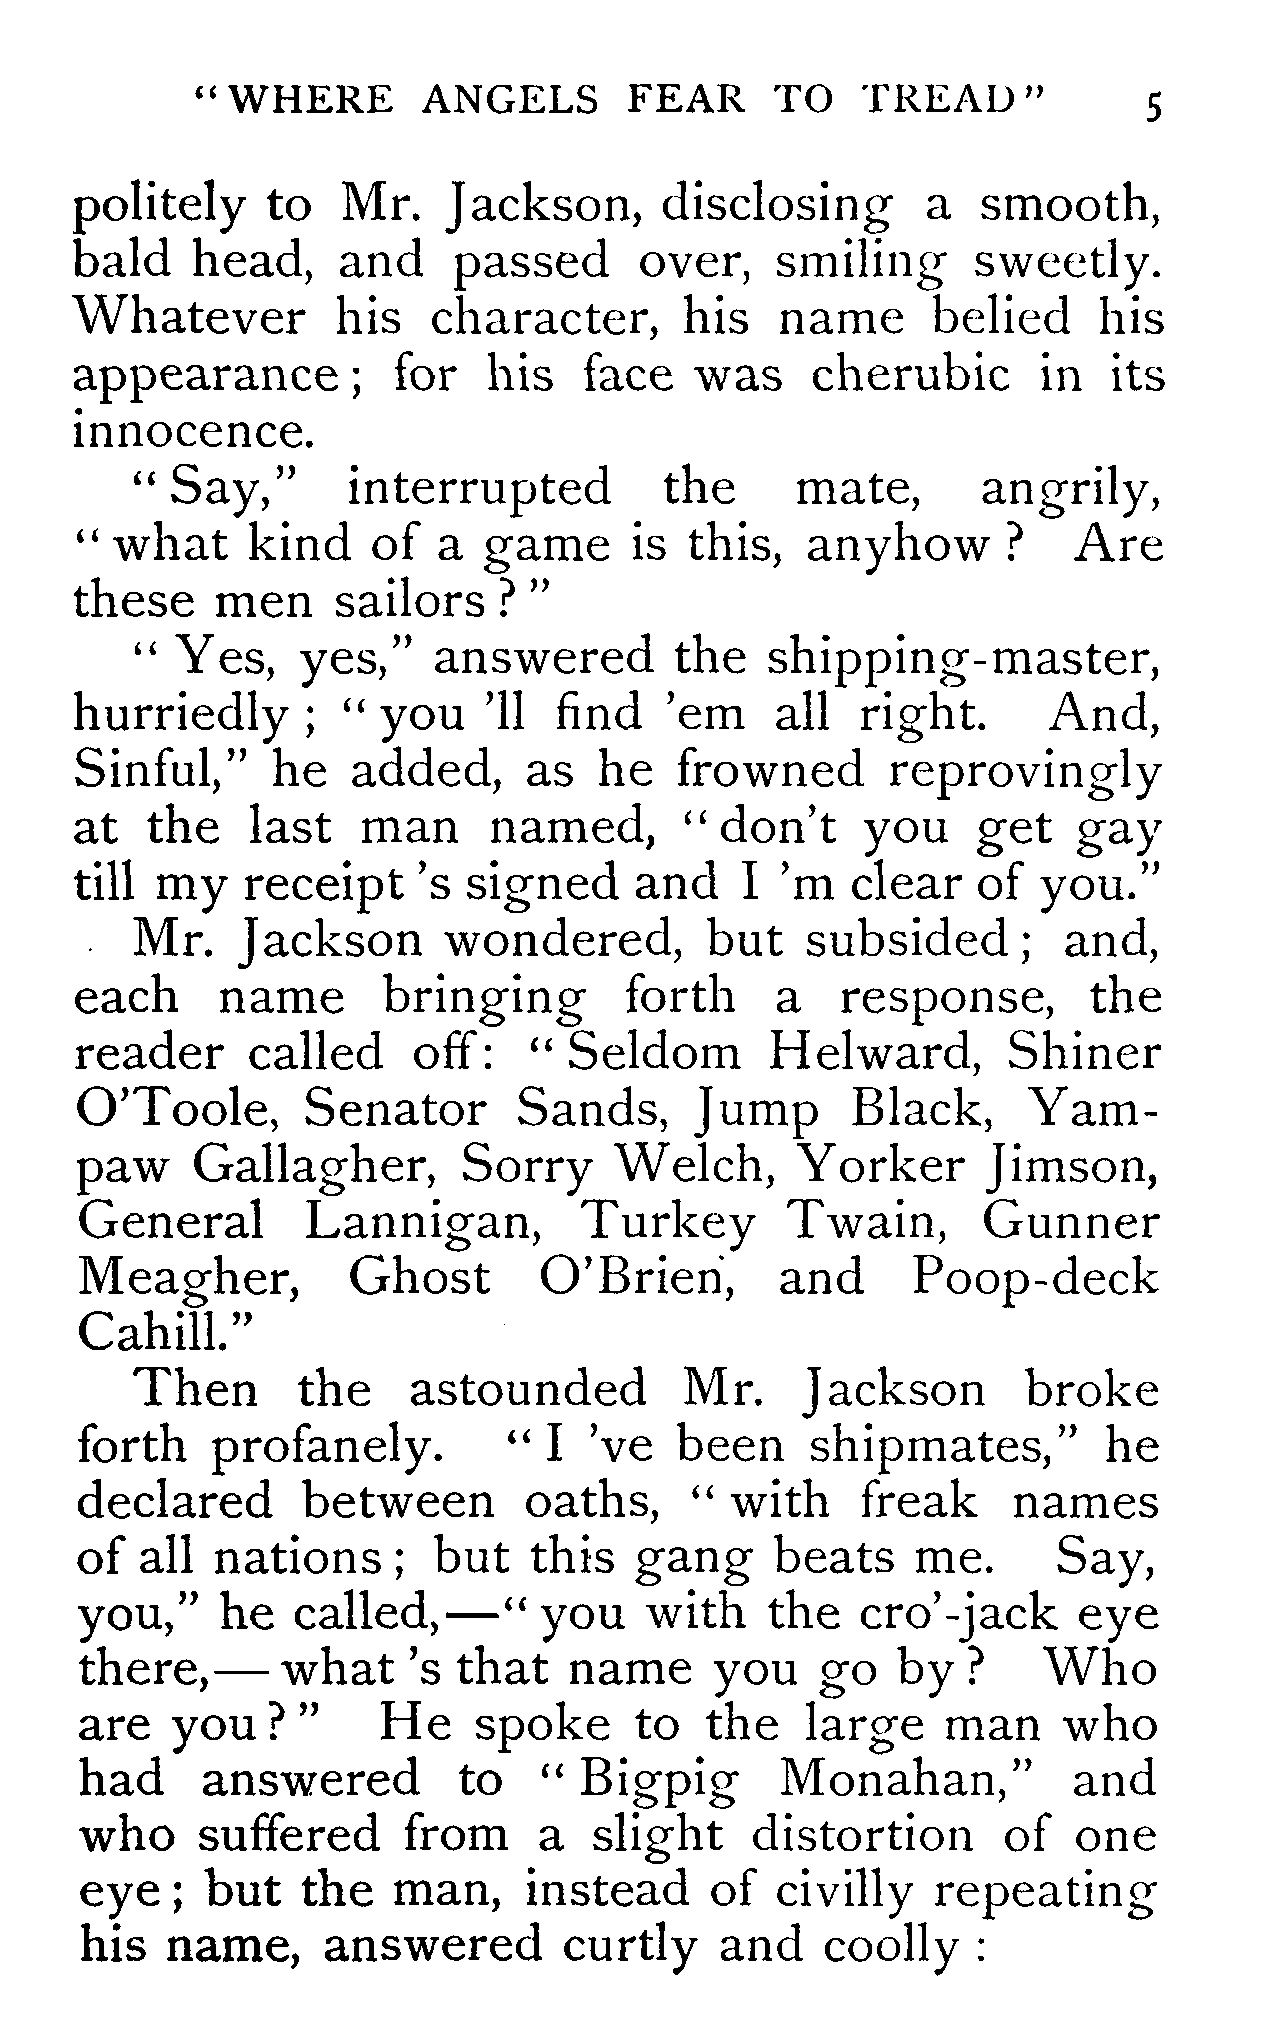 "WHERE ANGELS FEAR TO TREAD" 5
politely to Mr. Jackson, disclosing a smooth,
bald head, and passed over, smiling sweetly.
Whatever his character, his name belied his
appearance; for his face was cherubic in its
innocence.
"Say," interrupted the mate, angrily,
"what kind of a game is this, anyhow? Are
these men sailors?"
"Yes, yes," answered the shipping-master,
hurriedly; "you 'll find 'em all right. And,
Sinful," he added, as he frowned reprovingly
at the last man named, "don't you get gay
till my receipt 's signed and I 'm clear of you."
Mr. Jackson wondered, but subsided; and,
each name bringing forth a response, the
reader called off: "Seldom Helward, Shiner
O'Toole, Senator Sands, Jump Black, Yam-
paw Gallagher, Sorry Welch, Yorker Jimson,
General Lannigan, Turkey Twain, Gunner
Meagher, Ghost O'Brien, and Poop-deck
Cahill."
Then the astounded Mr. Jackson broke
forth profanely. "I 've been shipmates," he
declared between oaths, "with freak names
of all nations; but this gang beats me. Say,
you," he called,—"you with the cro'-jack eye
there,—what 's that name you go by? Who
are you?" He spoke to the large man who
had answered to "Bigpig Monahan," and
who suffered from a slight distortion of one
eye; but the man, instead of civilly repeating
his name, answered curtly and coolly: